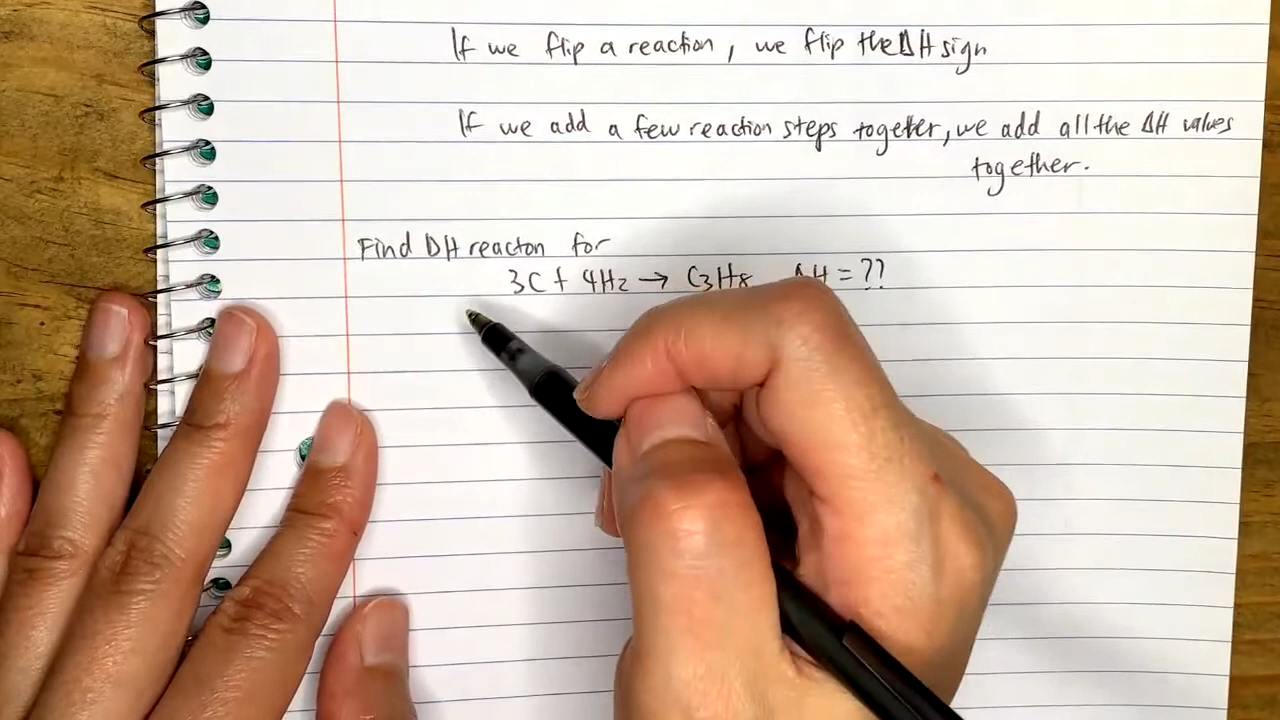 If we flip a reaction, we flip the ΔH sign
If we add a few reaction steps together, we add all the ΔH values
together.
Find ΔH reacton for
3C + 4H2 → C3H8 ΔH = ??